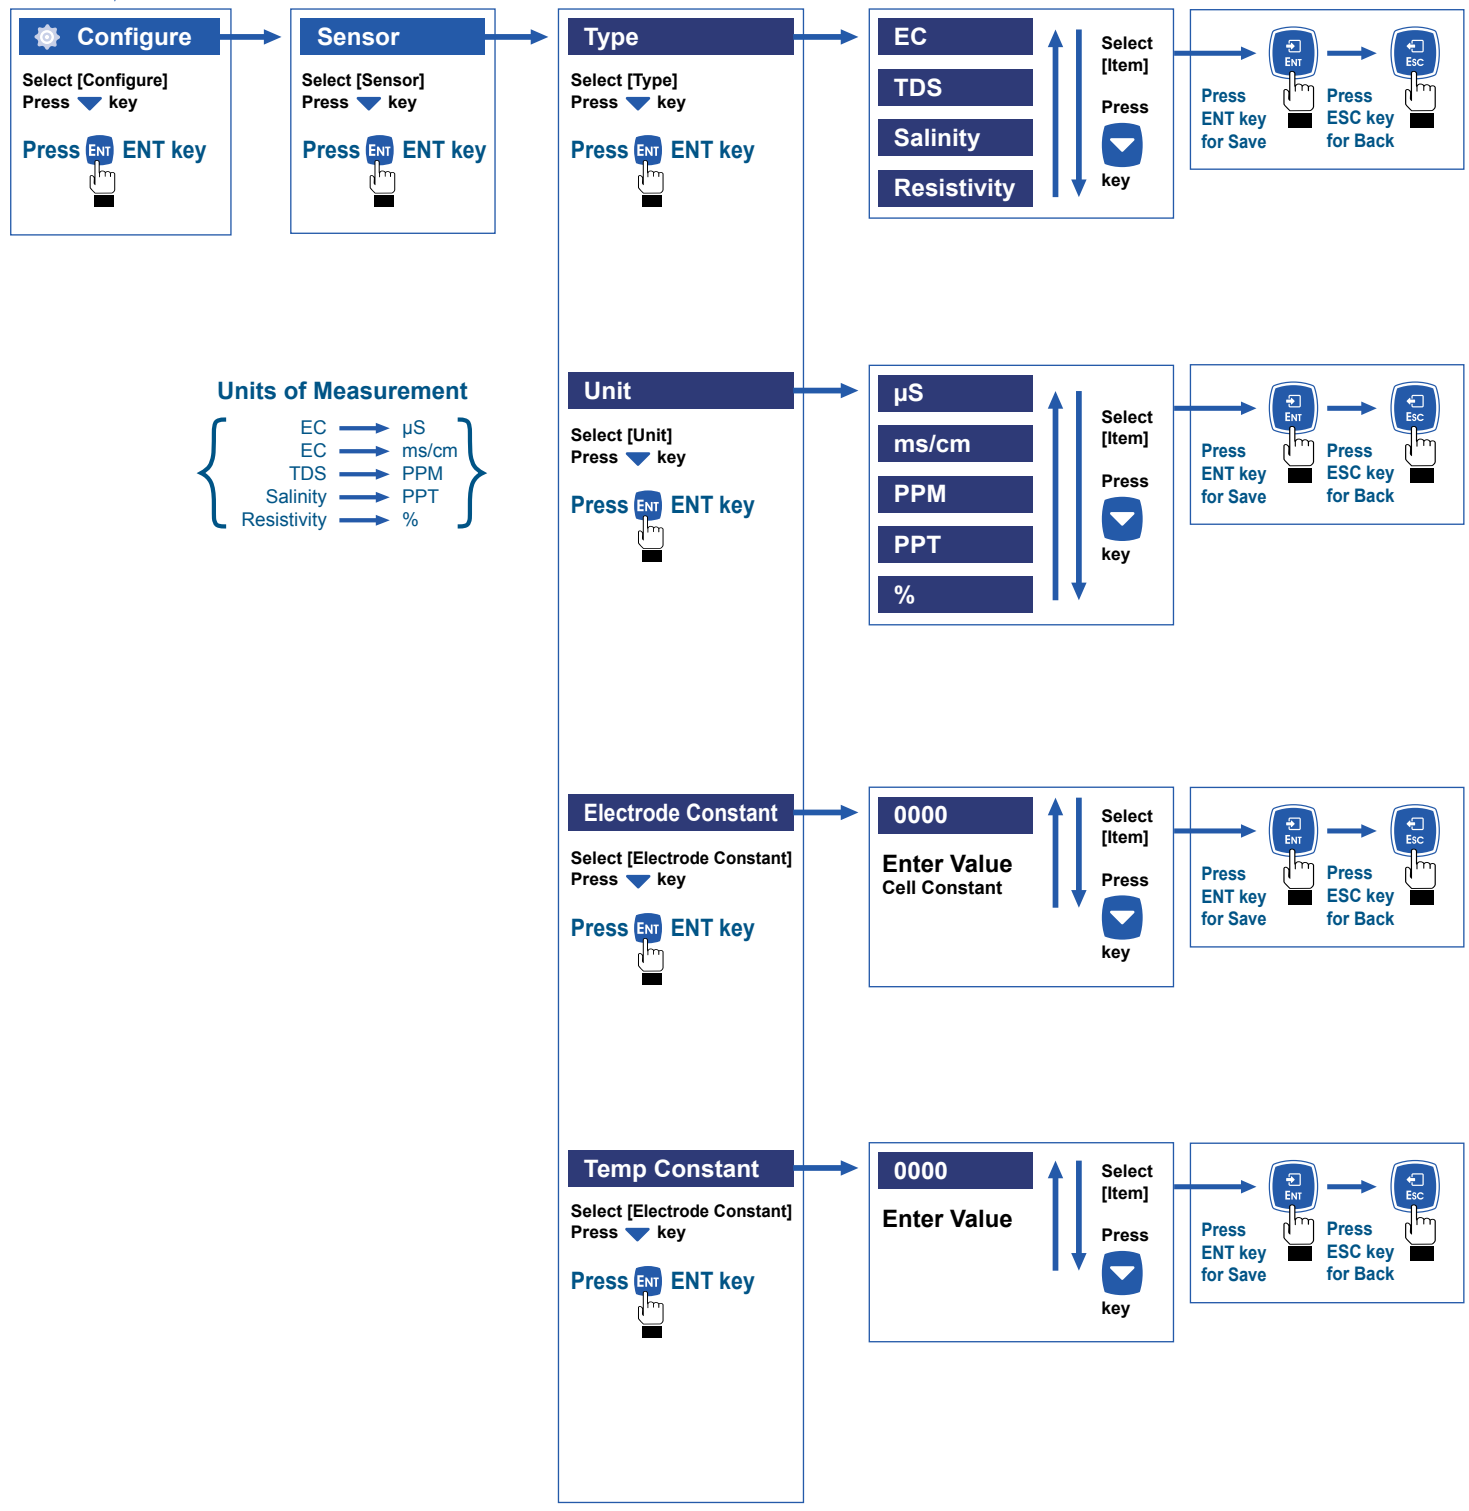 Configure
Select [Configure]
Press key
Press ENT ENT key
Sensor
Select [Sensor]
Press key
Press ENT ENT key
Type
Select [Type]
Press key
Press ENT ENT key
EC
TDS
Salinity
Resistivity
Select
[Item]
Press
key
ENT
Press
ENT key
for Save
ESC
Press
ESC key
for Back
Units of Measurement
EC µS
EC ms/cm
TDS PPM
Salinity PPT
Resistivity %
Unit
Select [Unit]
Press key
Press ENT ENT key
µS
ms/cm
PPM
PPT
%
Select
[Item]
Press
key
ENT
Press
ENT key
for Save
ESC
Press
ESC key
for Back
Electrode Constant
Select [Electrode Constant]
Press key
Press ENT ENT key
0000
Enter Value
Cell Constant
Select
[Item]
Press
key
ENT
Press
ENT key
for Save
ESC
Press
ESC key
for Back
Temp Constant
Select [Electrode Constant]
Press key
Press ENT ENT key
0000
Enter Value
Select
[Item]
Press
key
ENT
Press
ENT key
for Save
ESC
Press
ESC key
for Back